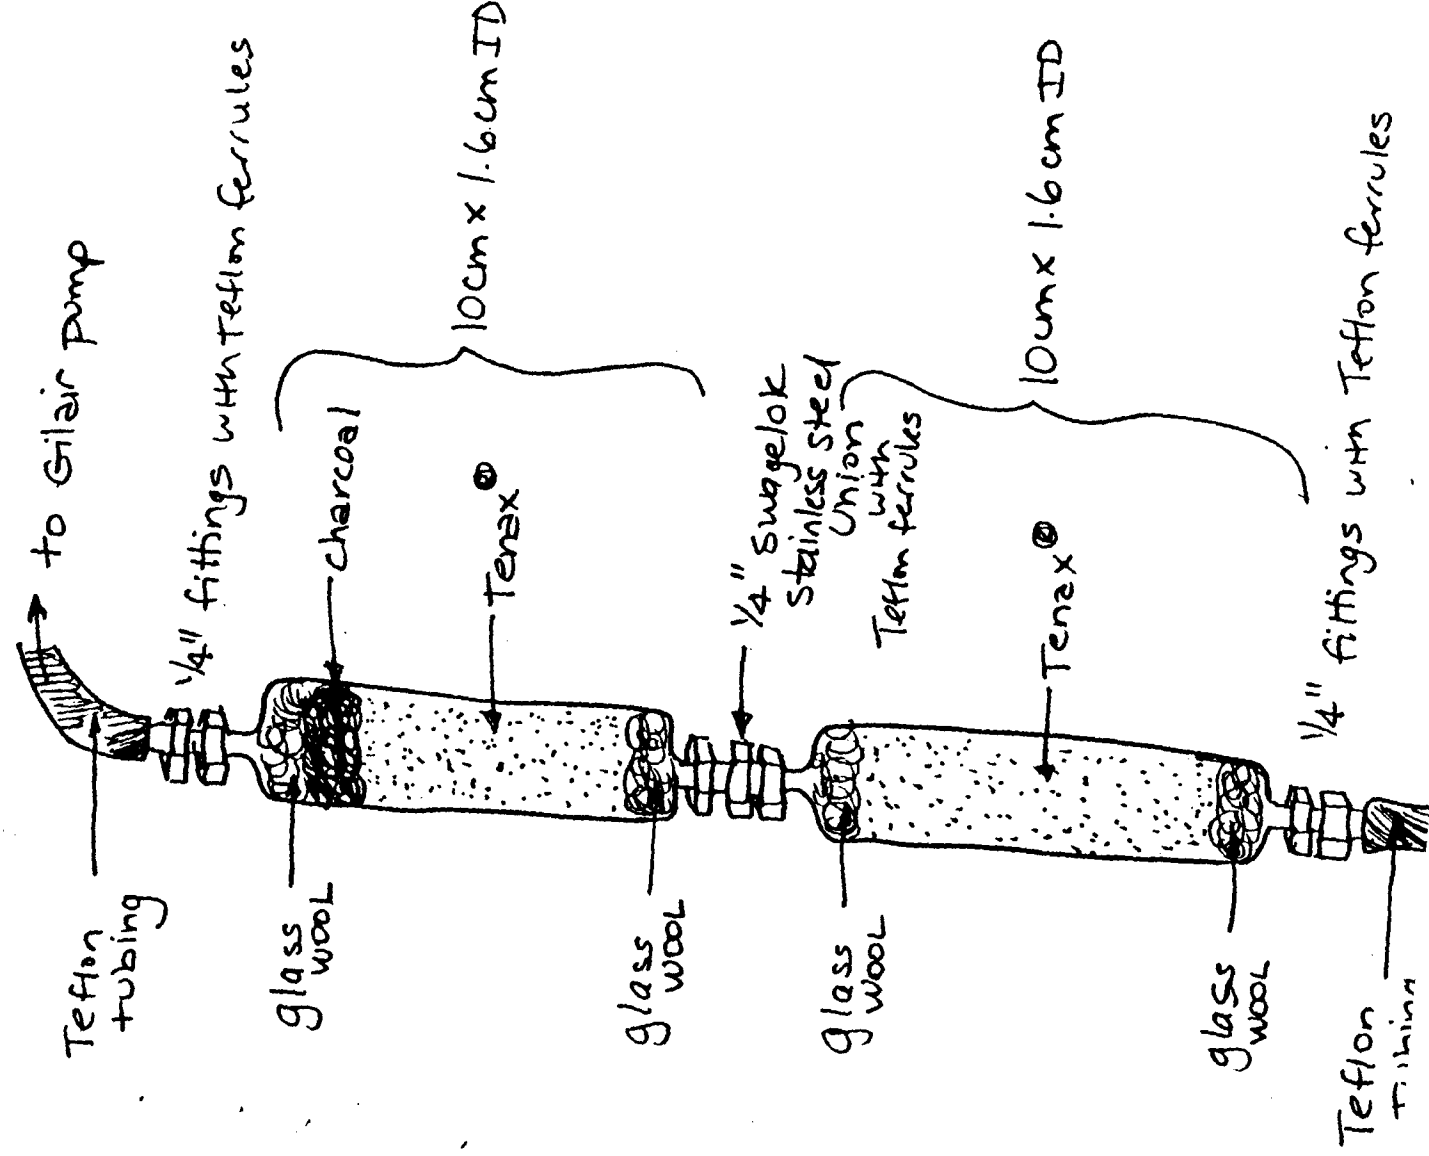 → to Gilair pump
1/4" fittings with Teflon ferrules
charcoal
Tenax®
10cm x 1.6cm ID
1/4" Swagelok
Stainless steel
Union
with
Teflon ferrules
Tenax®
10cm x 1.6cm ID
1/4" fittings with Teflon ferrules
Teflon
tubing
glass
wool
glass
wool
glass
wool
glass
wool
Teflon